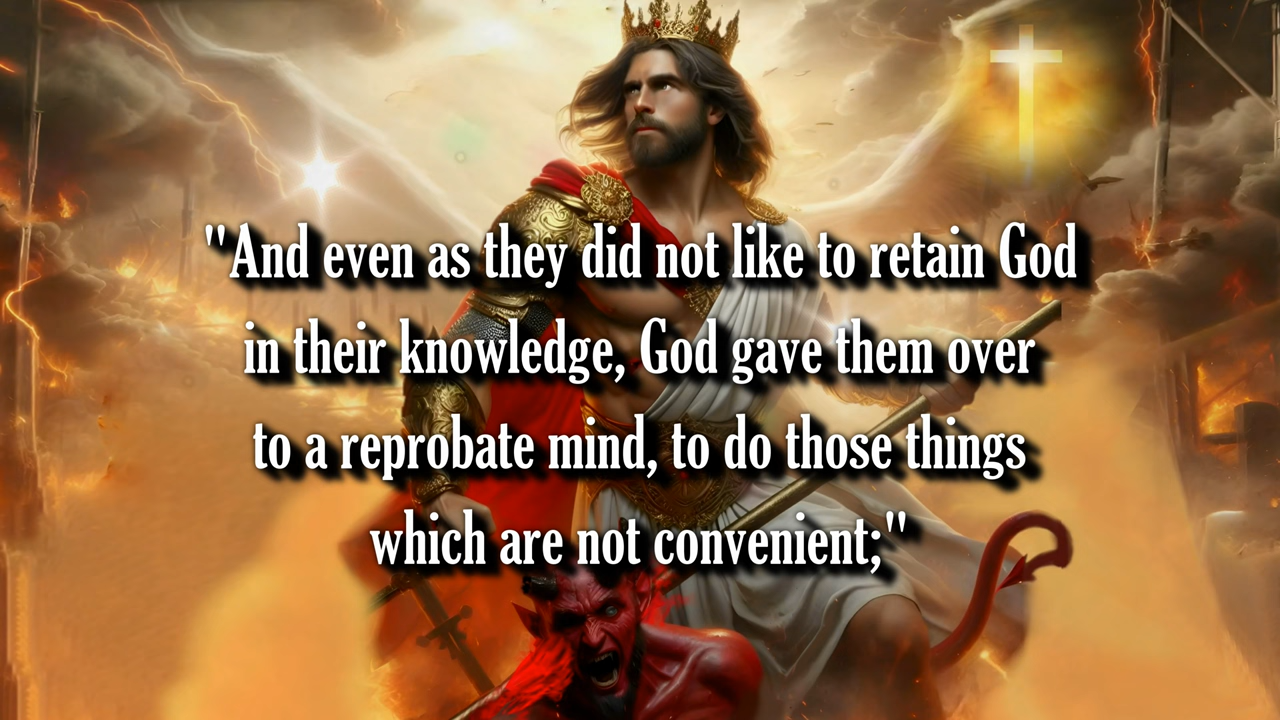 "And even as they did not like to retain God
in their knowledge, God gave them over
to a reprobate mind, to do those things
which are not convenient;"